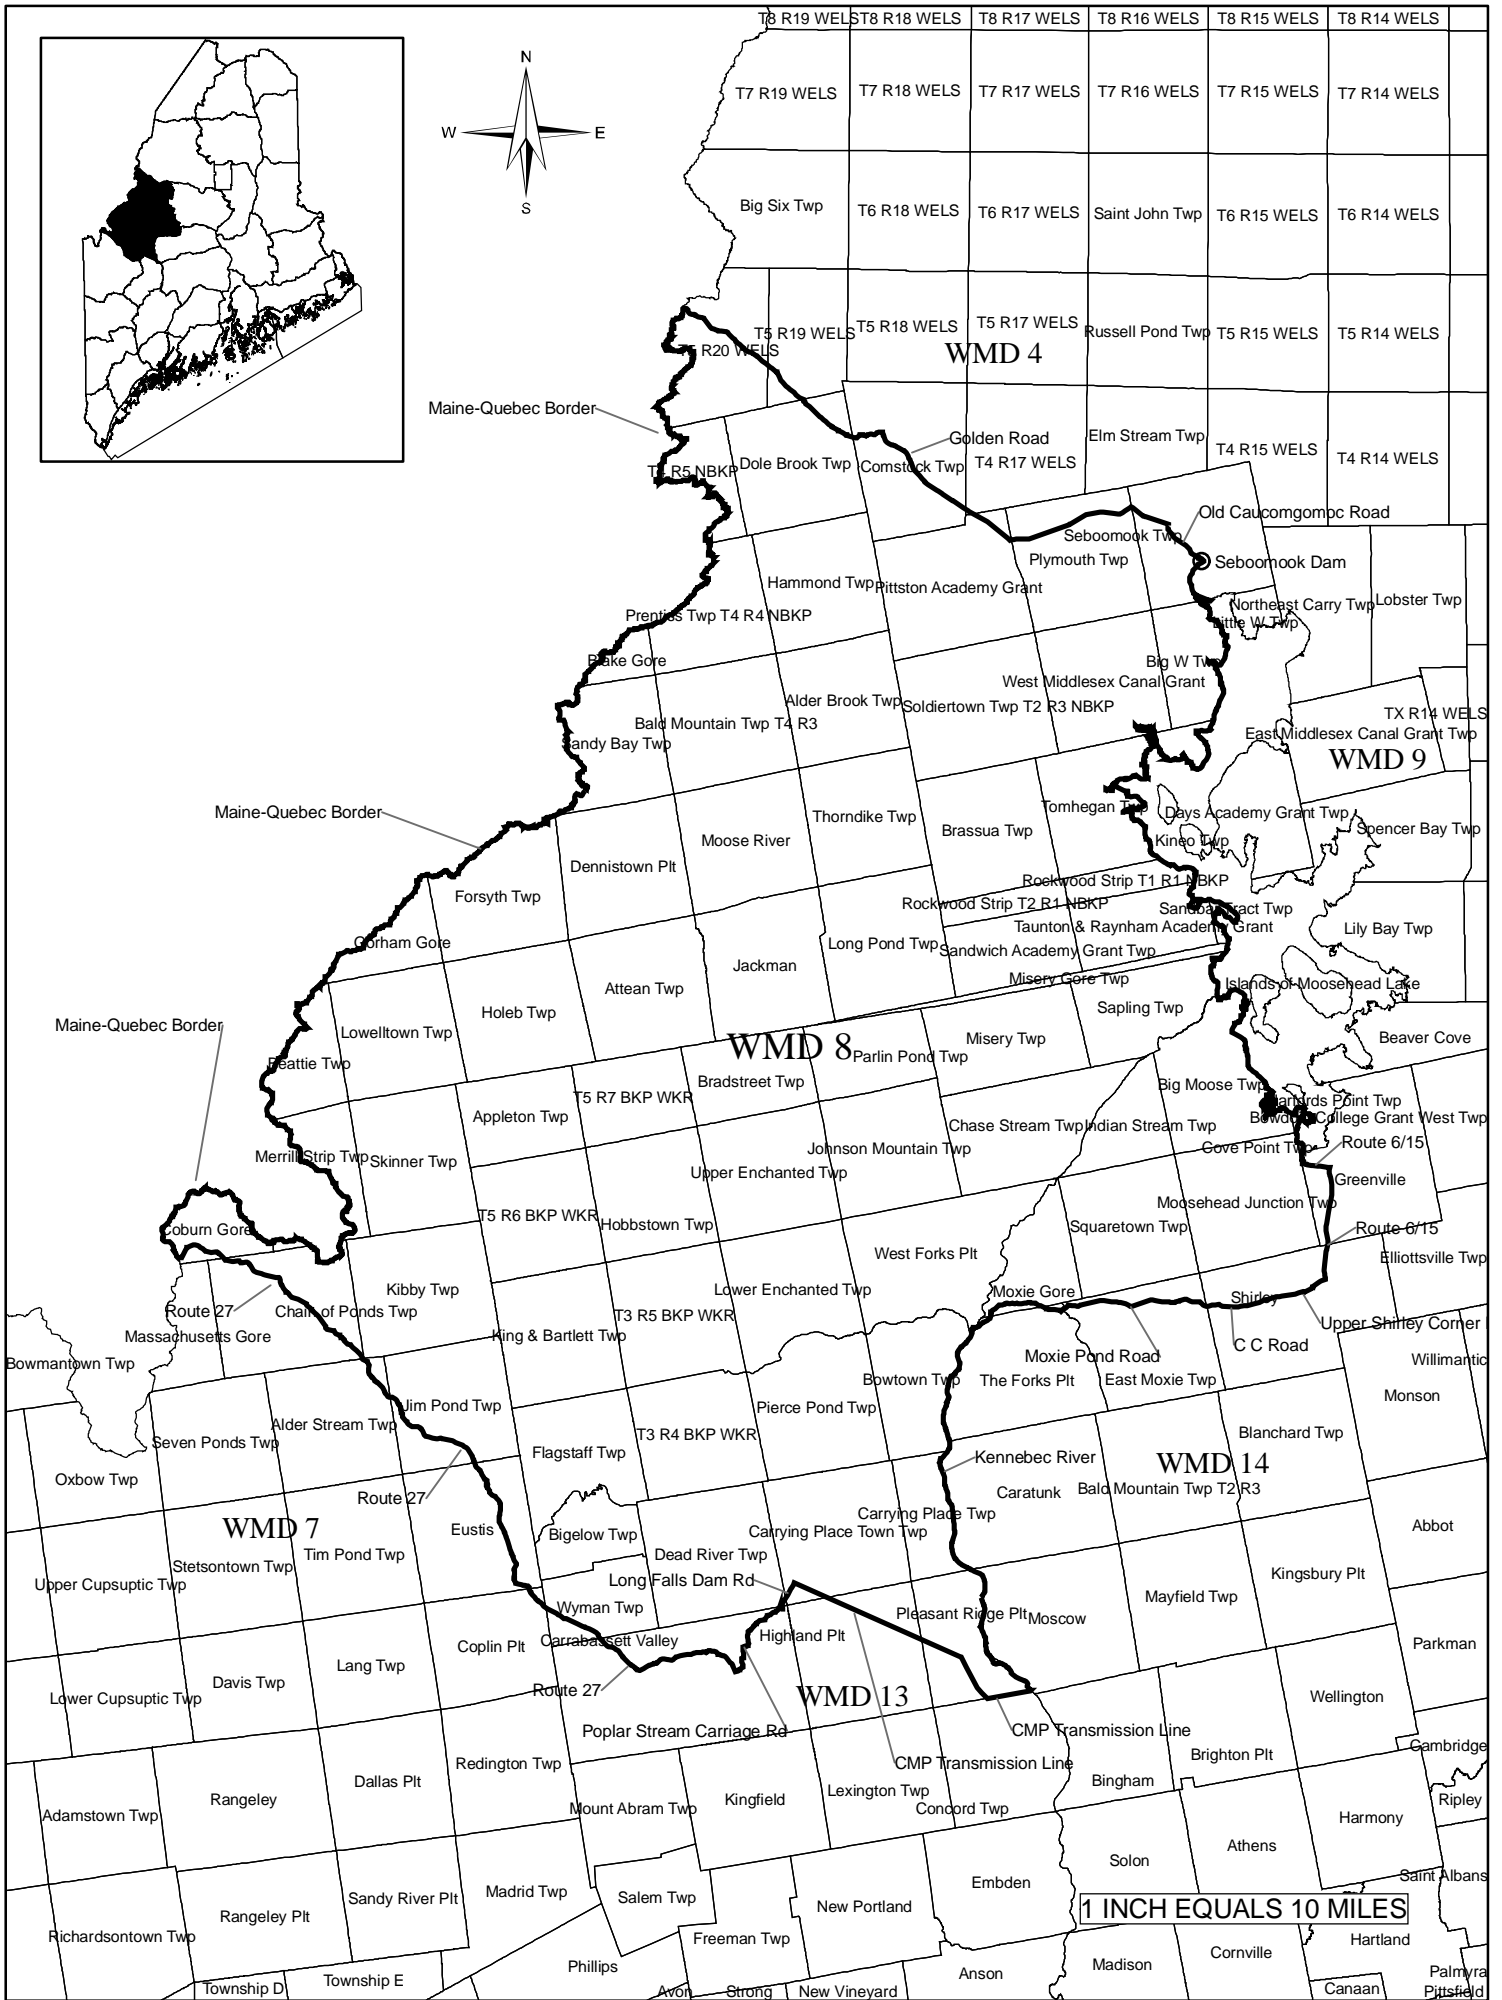 T8 R19 WELS
T8 R18 WELS
T8 R17 WELS
T8 R16 WELS
T8 R15 WELS
T8 R14 WELS
N
W
E
S
T7 R19 WELS
T7 R18 WELS
T7 R17 WELS
T7 R16 WELS
T7 R15 WELS
T7 R14 WELS
Big Six Twp
T6 R18 WELS
T6 R17 WELS
Saint John Twp
T6 R15 WELS
T6 R14 WELS
T5 R19 WELS
T5 R18 WELS
T5 R17 WELS
Russell Pond Twp
T5 R15 WELS
T5 R14 WELS
T5 R20 WELS
WMD 4
Maine-Quebec Border
Golden Road
Elm Stream Twp
T4 R15 WELS
T4 R14 WELS
T4 R5 NBKP
Dole Brook Twp
Comstock Twp
T4 R17 WELS
Old Caucomgomoc Road
Seboomook Twp
Plymouth Twp
Seboomook Dam
Hammond Twp
Pittston Academy Grant
Northeast Carry Twp
Lobster Twp
Little W Twp
Prentiss Twp T4 R4 NBKP
Blake Gore
Big W Twp
West Middlesex Canal Grant
Alder Brook Twp
Soldiertown Twp T2 R3 NBKP
TX R14 WELS
Bald Mountain Twp T4 R3
Sandy Bay Twp
East Middlesex Canal Grant Twp
WMD 9
Maine-Quebec Border
Thorndike Twp
Tomhegan Twp
Days Academy Grant Twp
Brassua Twp
Spencer Bay Twp
Moose River
Kineo Twp
Dennistown Plt
Forsyth Twp
Rockwood Strip T1 R1 NBKP
Rockwood Strip T2 R1 NBKP
Sandbar Tract Twp
Taunton & Raynham Academy Grant
Lily Bay Twp
Gorham Gore
Long Pond Twp
Sandwich Academy Grant Twp
Jackman
Misery Gore Twp
Islands of Moosehead Lake
Attean Twp
Sapling Twp
Holeb Twp
Maine-Quebec Border
Lowelltown Twp
WMD 8
Misery Twp
Beaver Cove
Parlin Pond Twp
Beattie Twp
Bradstreet Twp
Big Moose Twp
T5 R7 BKP WKR
Harfords Point Twp
Appleton Twp
Bowdoin College Grant West Twp
Chase Stream Twp
Indian Stream Twp
Route 6/15
Johnson Mountain Twp
Cove Point Twp
Merrill Strip Twp
Skinner Twp
Upper Enchanted Twp
Greenville
Moosehead Junction Twp
T5 R6 BKP WKR
Hobbstown Twp
Squaretown Twp
Route 6/15
Coburn Gore
West Forks Plt
Elliottsville Twp
Kibby Twp
Lower Enchanted Twp
Moxie Gore
Shirley
Route 27
Chain of Ponds Twp
T3 R5 BKP WKR
Upper Shirley Corner
Massachusetts Gore
King & Bartlett Twp
C C Road
Bowmantown Twp
Moxie Pond Road
Willimantic
Bowtown Twp
The Forks Plt
East Moxie Twp
Monson
Jim Pond Twp
Pierce Pond Twp
Alder Stream Twp
Seven Ponds Twp
T3 R4 BKP WKR
Blanchard Twp
Flagstaff Twp
Kennebec River
WMD 14
Oxbow Twp
Bald Mountain Twp T2 R3
Caratunk
Route 27
Carrying Place Twp
WMD 7
Eustis
Bigelow Twp
Carrying Place Town Twp
Abbot
Tim Pond Twp
Dead River Twp
Stetsontown Twp
Kingsbury Plt
Upper Cupsuptic Twp
Long Falls Dam Rd
Mayfield Twp
Wyman Twp
Pleasant Ridge Plt
Moscow
Highland Plt
Carrabassett Valley
Coplin Plt
Parkman
Lang Twp
Davis Twp
Route 27
Lower Cupsuptic Twp
WMD 13
Wellington
Poplar Stream Carriage Rd
CMP Transmission Line
Cambridge
Brighton Plt
Redington Twp
CMP Transmission Line
Dallas Plt
Bingham
Lexington Twp
Rangeley
Kingfield
Ripley
Mount Abram Twp
Concord Twp
Adamstown Twp
Harmony
Athens
Solon
Saint Albans
Embden
Madrid Twp
Salem Twp
Sandy River Plt
New Portland
1 INCH EQUALS 10 MILES
Rangeley Plt
Richardsontown Twp
Freeman Twp
Hartland
Cornville
Phillips
Madison
Anson
Palmyra
Township E
Township D
Avon
Strong
New Vineyard
Canaan
Pittsfield